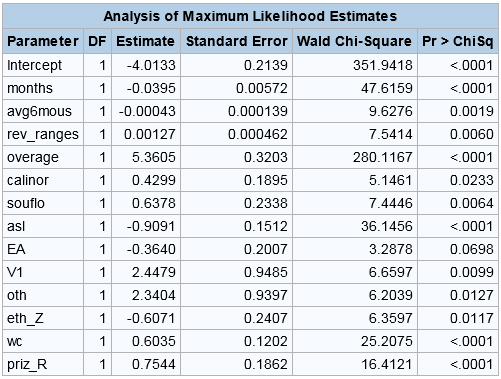 Analysis of Maximum Likelihood Estimates
Parameter DF Estimate Standard Error Wald Chi-Square Pr > ChiSq
Intercept 1 -4.0133 0.2139 351.9418 <.0001
months 1 -0.0395 0.00572 47.6159 <.0001
avg6mous 1 -0.00043 0.000139 9.6276 0.0019
rev_ranges 1 0.00127 0.000462 7.5414 0.0060
overage 1 5.3605 0.3203 280.1167 <.0001
calinor 1 0.4299 0.1895 5.1461 0.0233
souflo 1 0.6378 0.2338 7.4446 0.0064
asl 1 -0.9091 0.1512 36.1456 <.0001
EA 1 -0.3640 0.2007 3.2878 0.0698
V1 1 2.4479 0.9485 6.6597 0.0099
oth 1 2.3404 0.9397 6.2039 0.0127
eth_Z 1 -0.6071 0.2407 6.3597 0.0117
wc 1 0.6035 0.1202 25.2075 <.0001
priz_R 1 0.7544 0.1862 16.4121 <.0001